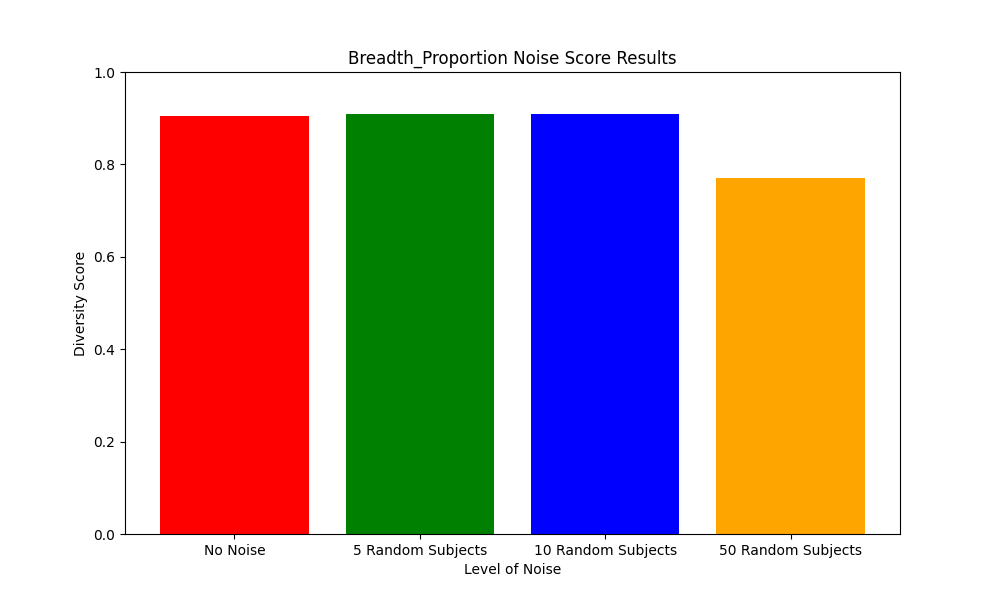 Breadth_Proportion Noise Score Results
1.0
0.8
0.6
0.4
0.2
0.0
Diversity Score
No Noise
5 Random Subjects
10 Random Subjects
50 Random Subjects
Level of Noise